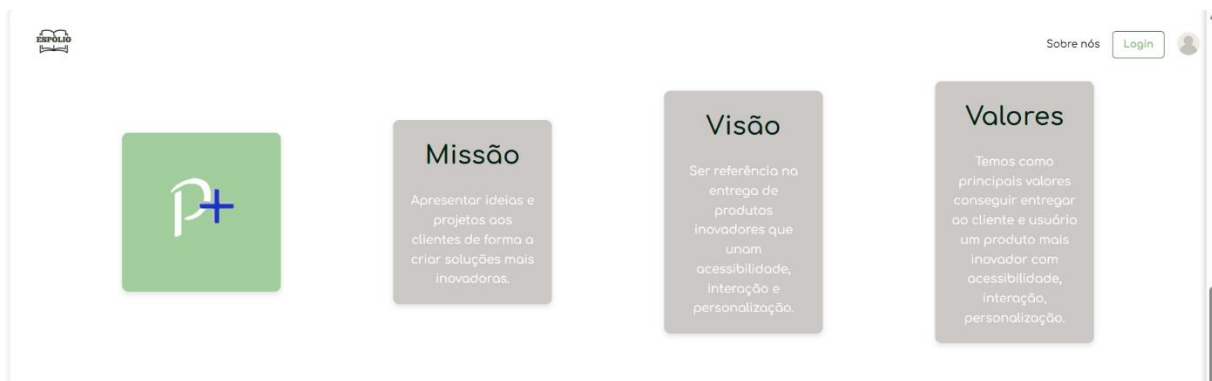 ESPÓLIO
Sobre nós
Login
P+
Missão
Apresentar ideias e
projetos aos
clientes de forma a
criar soluções mais
inovadoras.
Visão
Ser referência na
entrega de
produtos
inovadores que
unam
acessibilidade,
interação e
personalização.
Valores
Temos como
principais valores
conseguir entregar
ao cliente e usuário
um produto mais
inovador com
acessibilidade,
interação,
personalização.